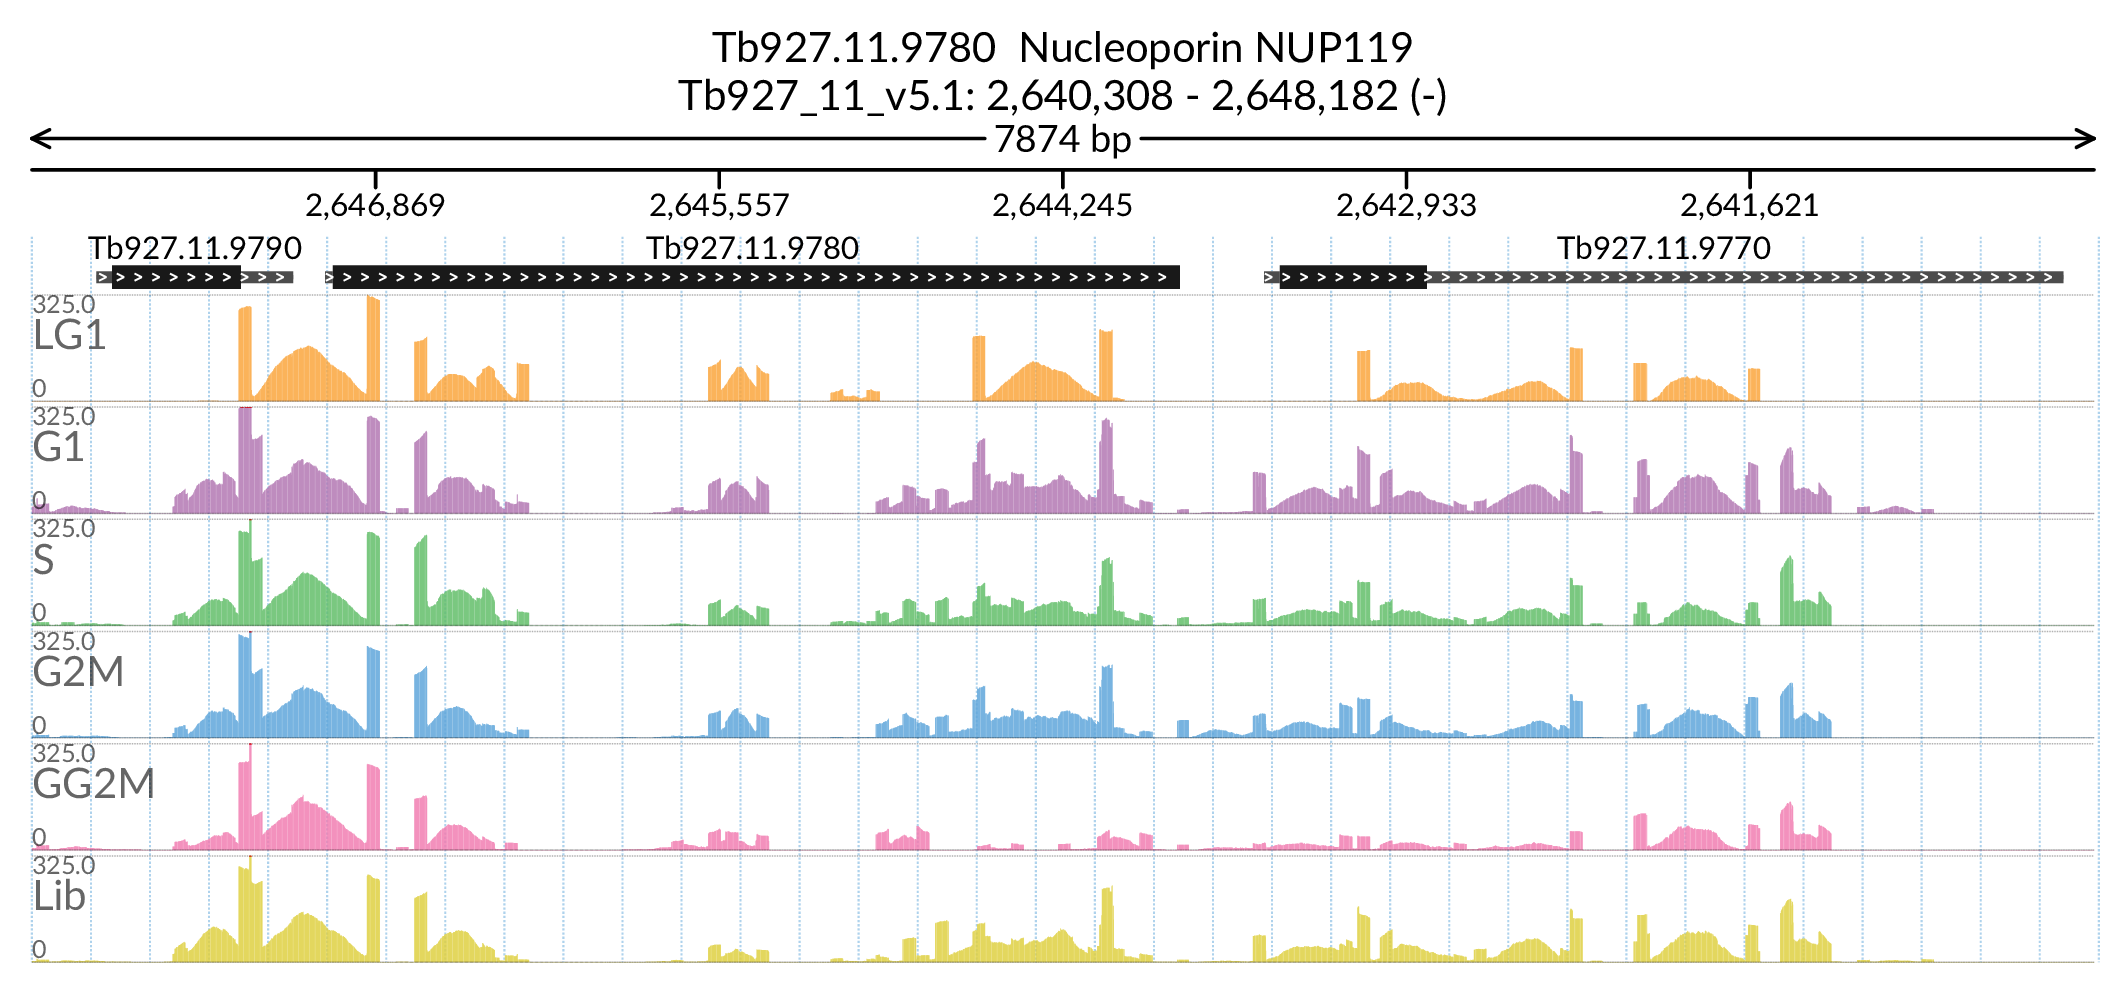 Tb927.11.9780  Nucleoporin NUP119
Tb927_11_v5.1: 2,640,308 - 2,648,182 (-)
7874 bp
2,646,869 2,645,557 2,644,245 2,642,933 2,641,621
Tb927.11.9790 Tb927.11.9780 Tb927.11.9770
325.0
LG1
0
325.0
G1
0
325.0
S
0
325.0
G2M
0
325.0
GG2M
0
325.0
Lib
0